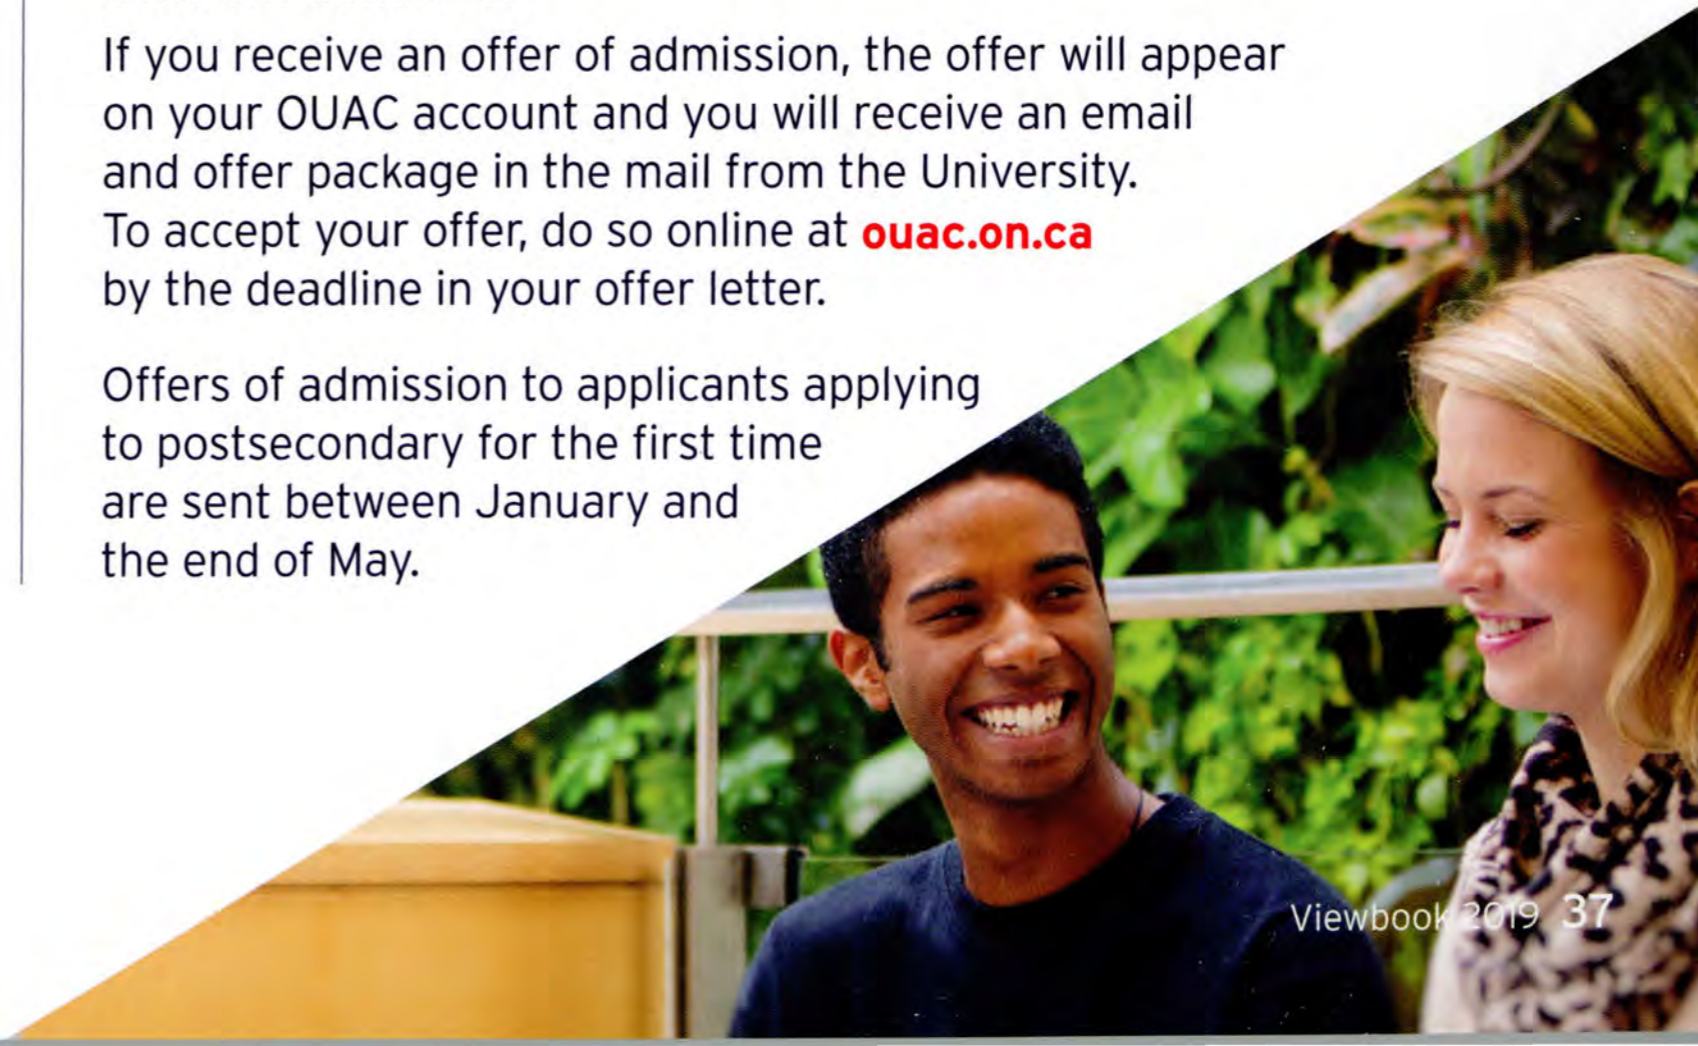 If you receive an offer of admission, the offer will appear
on your OUAC account and you will receive an email
and offer package in the mail from the University.
To accept your offer, do so online at ouac.on.ca
by the deadline in your offer letter.
Offers of admission to applicants applying
to postsecondary for the first time
are sent between January and
the end of May.
Viewbook 2019 37